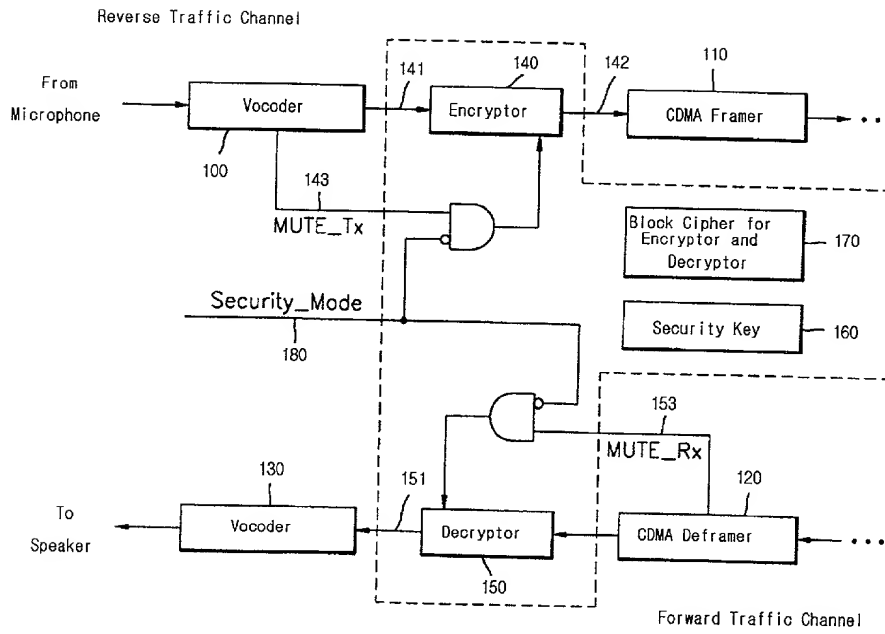 Reverse Traffic Channel
From
Microphone
Vocoder
100
141
140
Encryptor
142
110
CDMA Framer
143
MUTE_Tx
Block Cipher for
Encryptor and
Decryptor
170
Security_Mode
180
Security Key
160
153
MUTE_Rx
130
151
120
To
Speaker
Vocoder
Decryptor
150
CDMA Deframer
Forward Traffic Channel